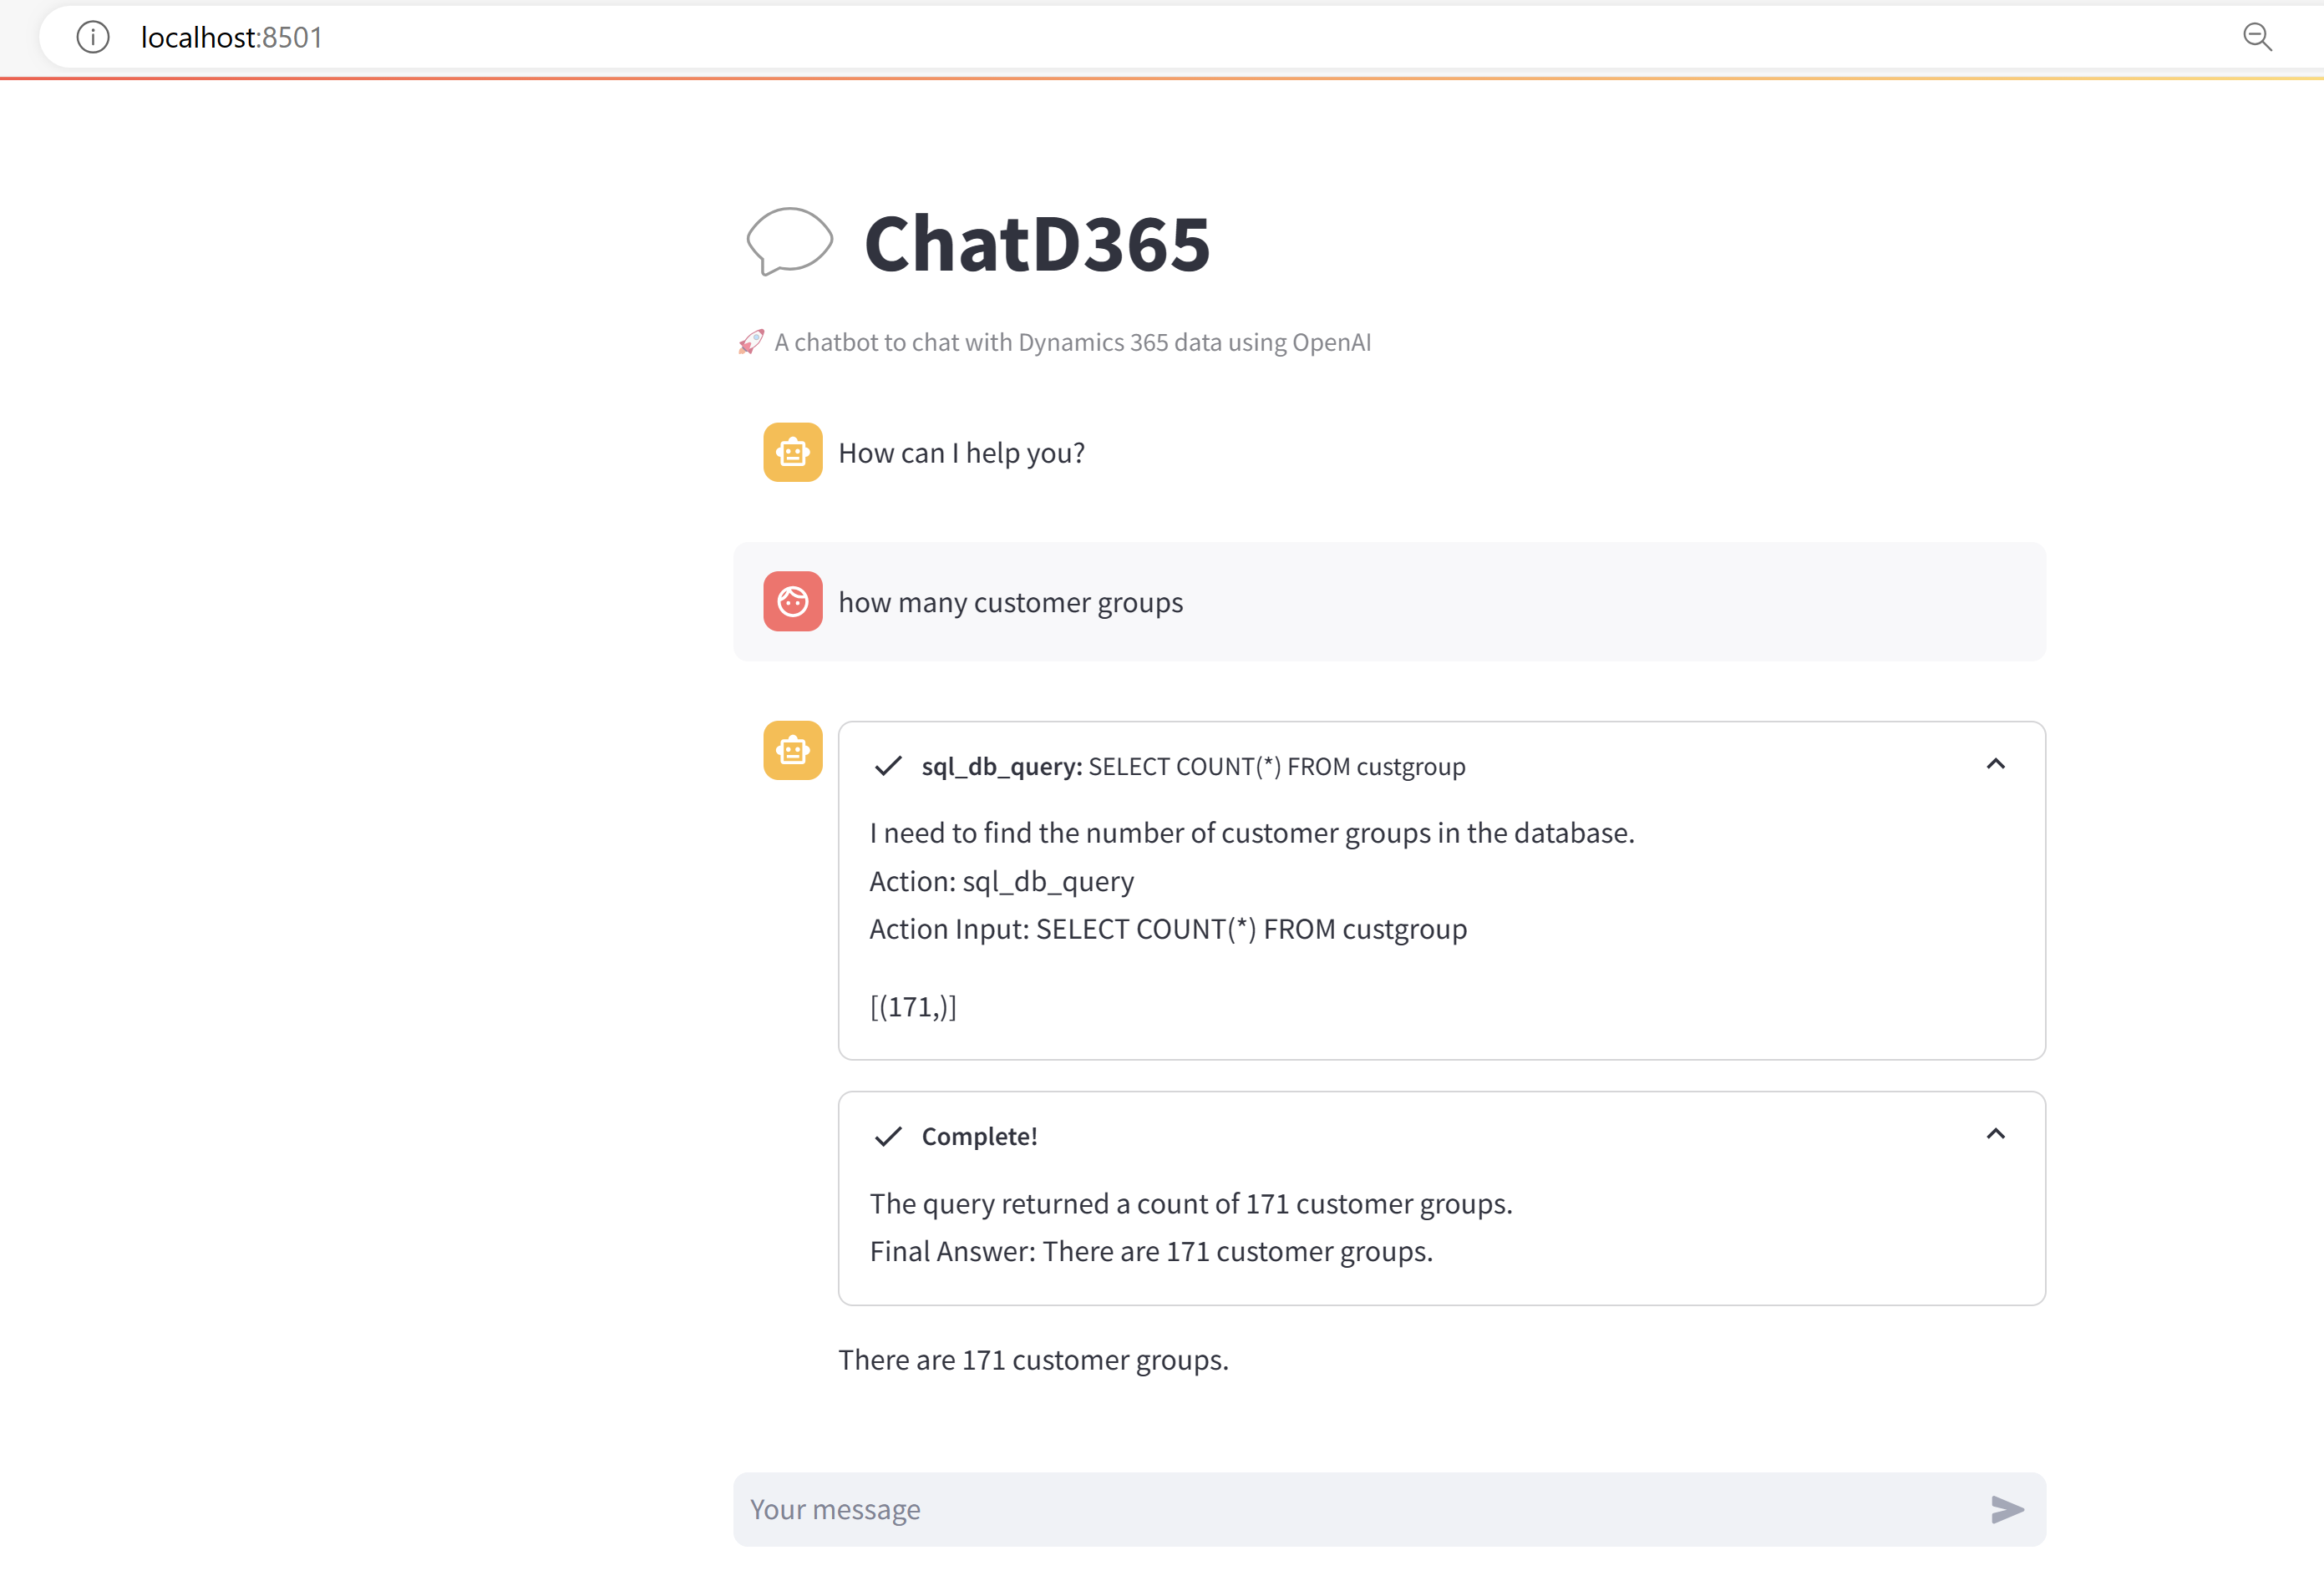 localhost:8501
ChatD365
🚀 A chatbot to chat with Dynamics 365 data using OpenAI
How can I help you?
how many customer groups
sql_db_query: SELECT COUNT(*) FROM custgroup
I need to find the number of customer groups in the database.
Action: sql_db_query
Action Input: SELECT COUNT(*) FROM custgroup
[(171,)]
Complete!
The query returned a count of 171 customer groups.
Final Answer: There are 171 customer groups.
There are 171 customer groups.
Your message